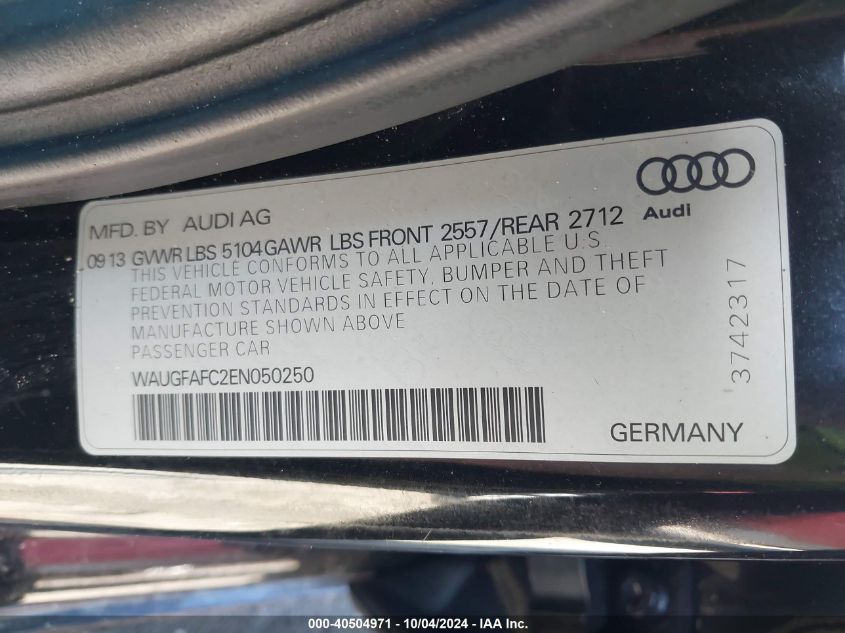 MFD. BY AUDI AG
Audi
09 13 GVWR LBS 5104 GAWR LBS FRONT 2557/REAR 2712
THIS VEHICLE CONFORMS TO ALL APPLICABLE U.S.
FEDERAL MOTOR VEHICLE SAFETY, BUMPER AND THEFT
PREVENTION STANDARDS IN EFFECT ON THE DATE OF
MANUFACTURE SHOWN ABOVE
PASSENGER CAR
WAUGFAFC2EN050250
GERMANY
3742317
000-40504971 - 10/04/2024 - IAA Inc.